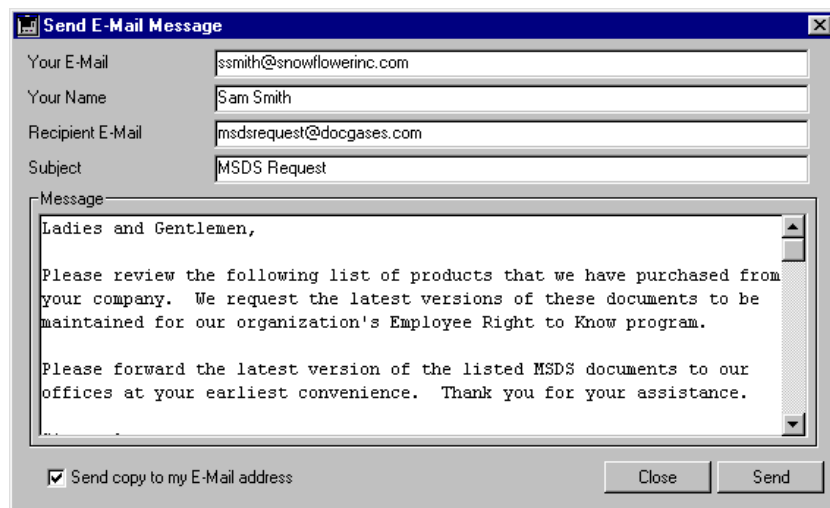 Send E-Mail Message
Your E-Mail ssmith@snowflowerinc.com
Your Name Sam Smith
Recipient E-Mail msdsrequest@docgases.com
Subject MSDS Request
Message
Ladies and Gentlemen,
Please review the following list of products that we have purchased from
your company.  We request the latest versions of these documents to be
maintained for our organization's Employee Right to Know program.
Please forward the latest version of the listed MSDS documents to our
offices at your earliest convenience.  Thank you for your assistance.
Send copy to my E-Mail address Close Send